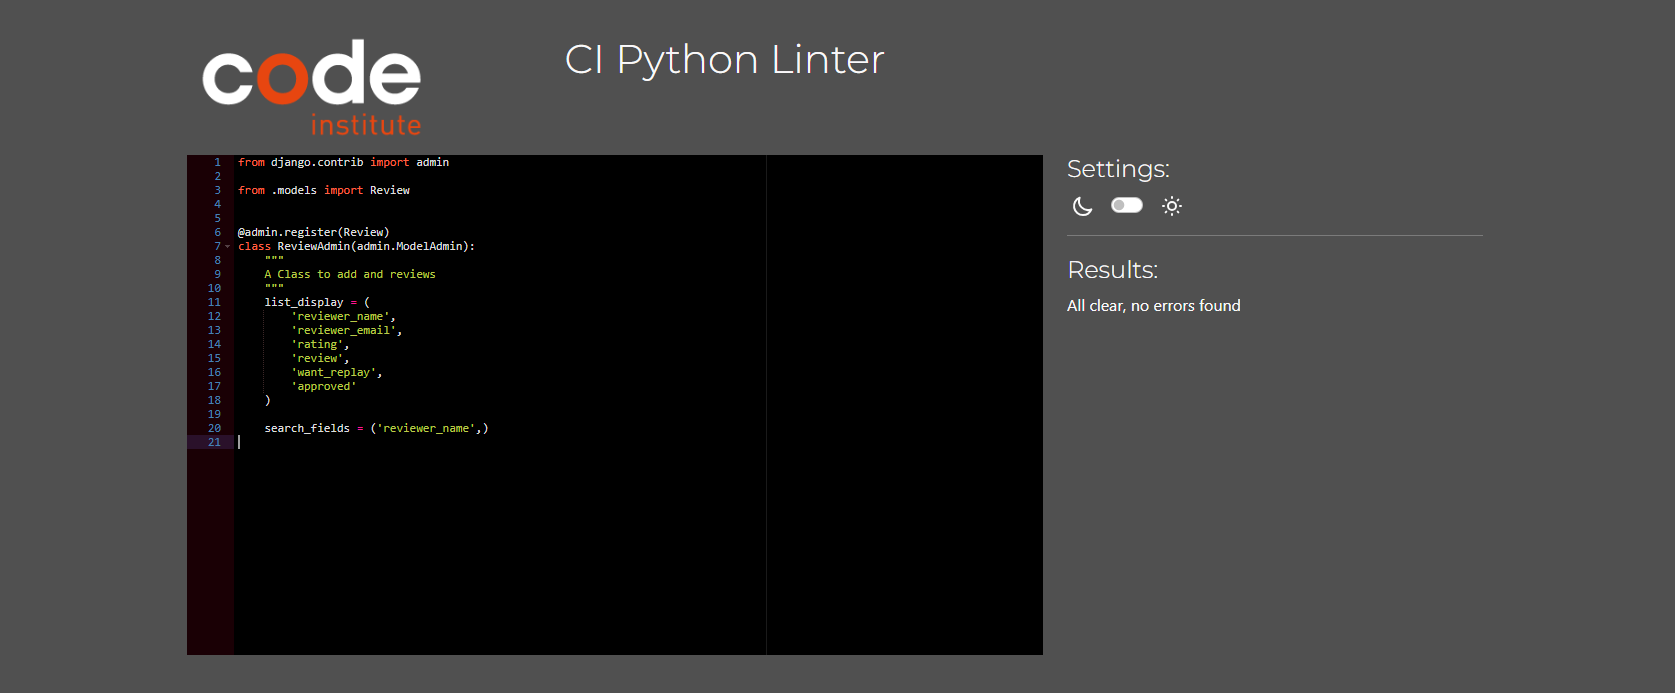 code
institute
CI Python Linter
1 from django.contrib import admin
2
3 from .models import Review
4
5
6 @admin.register(Review)
7 class ReviewAdmin(admin.ModelAdmin):
8     """
9     A Class to add and reviews
10     """
11     list_display = (
12         'reviewer_name',
13         'reviewer_email',
14         'rating',
15         'review',
16         'want_replay',
17         'approved'
18     )
19
20     search_fields = ('reviewer_name',)
21
Settings:
Results:
All clear, no errors found